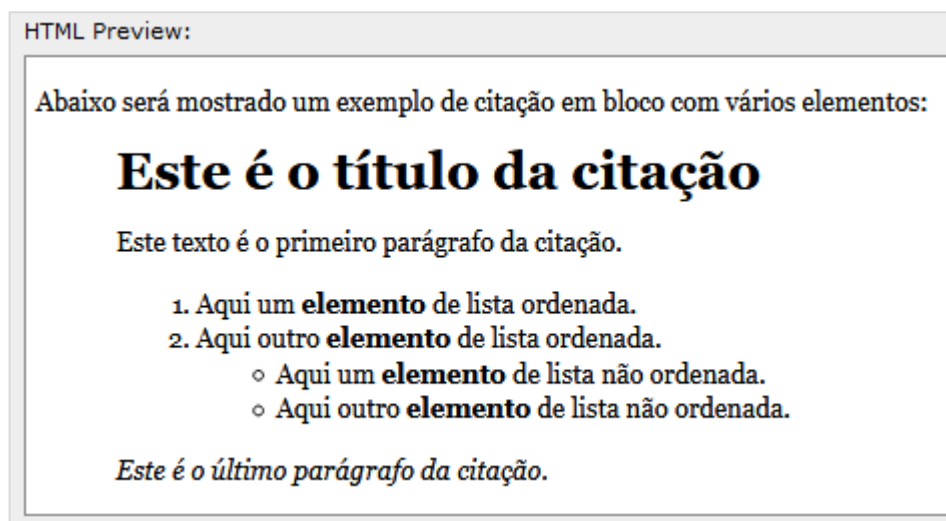 HTML Preview:
Abaixo será mostrado um exemplo de citação em bloco com vários elementos:
Este é o título da citação
Este texto é o primeiro parágrafo da citação.
1. Aqui um elemento de lista ordenada.
2. Aqui outro elemento de lista ordenada.
◦ Aqui um elemento de lista não ordenada.
◦ Aqui outro elemento de lista não ordenada.
Este é o último parágrafo da citação.